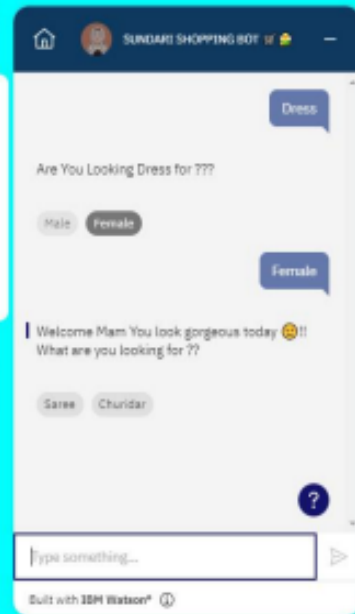 SUNDARI SHOPPING BOT
Dress
Are You Looking Dress for ???
Male Female
Female
Welcome Mam You look gorgeous today 😊!!
What are you looking for ??
Saree Churidar
?
Type something...
Built with IBM Watson®